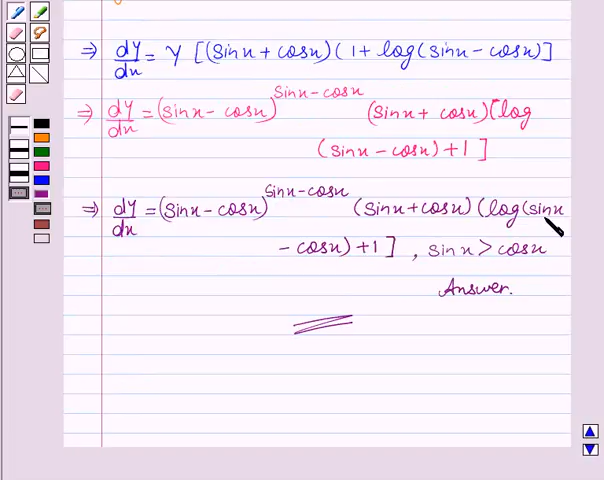 ⇒ dy/dx = y [(sinx + cosx) (1 + log(sinx - cosx)]
⇒ dy/dx = (sinx - cosx)^sinx-cosx (sinx + cosx) [log
(sinx - cosx) + 1]
⇒ dy/dx = (sinx - cosx)^sinx-cosx (sinx + cosx) (log(sinx
- cosx) + 1] , sinx > cosx
Answer.